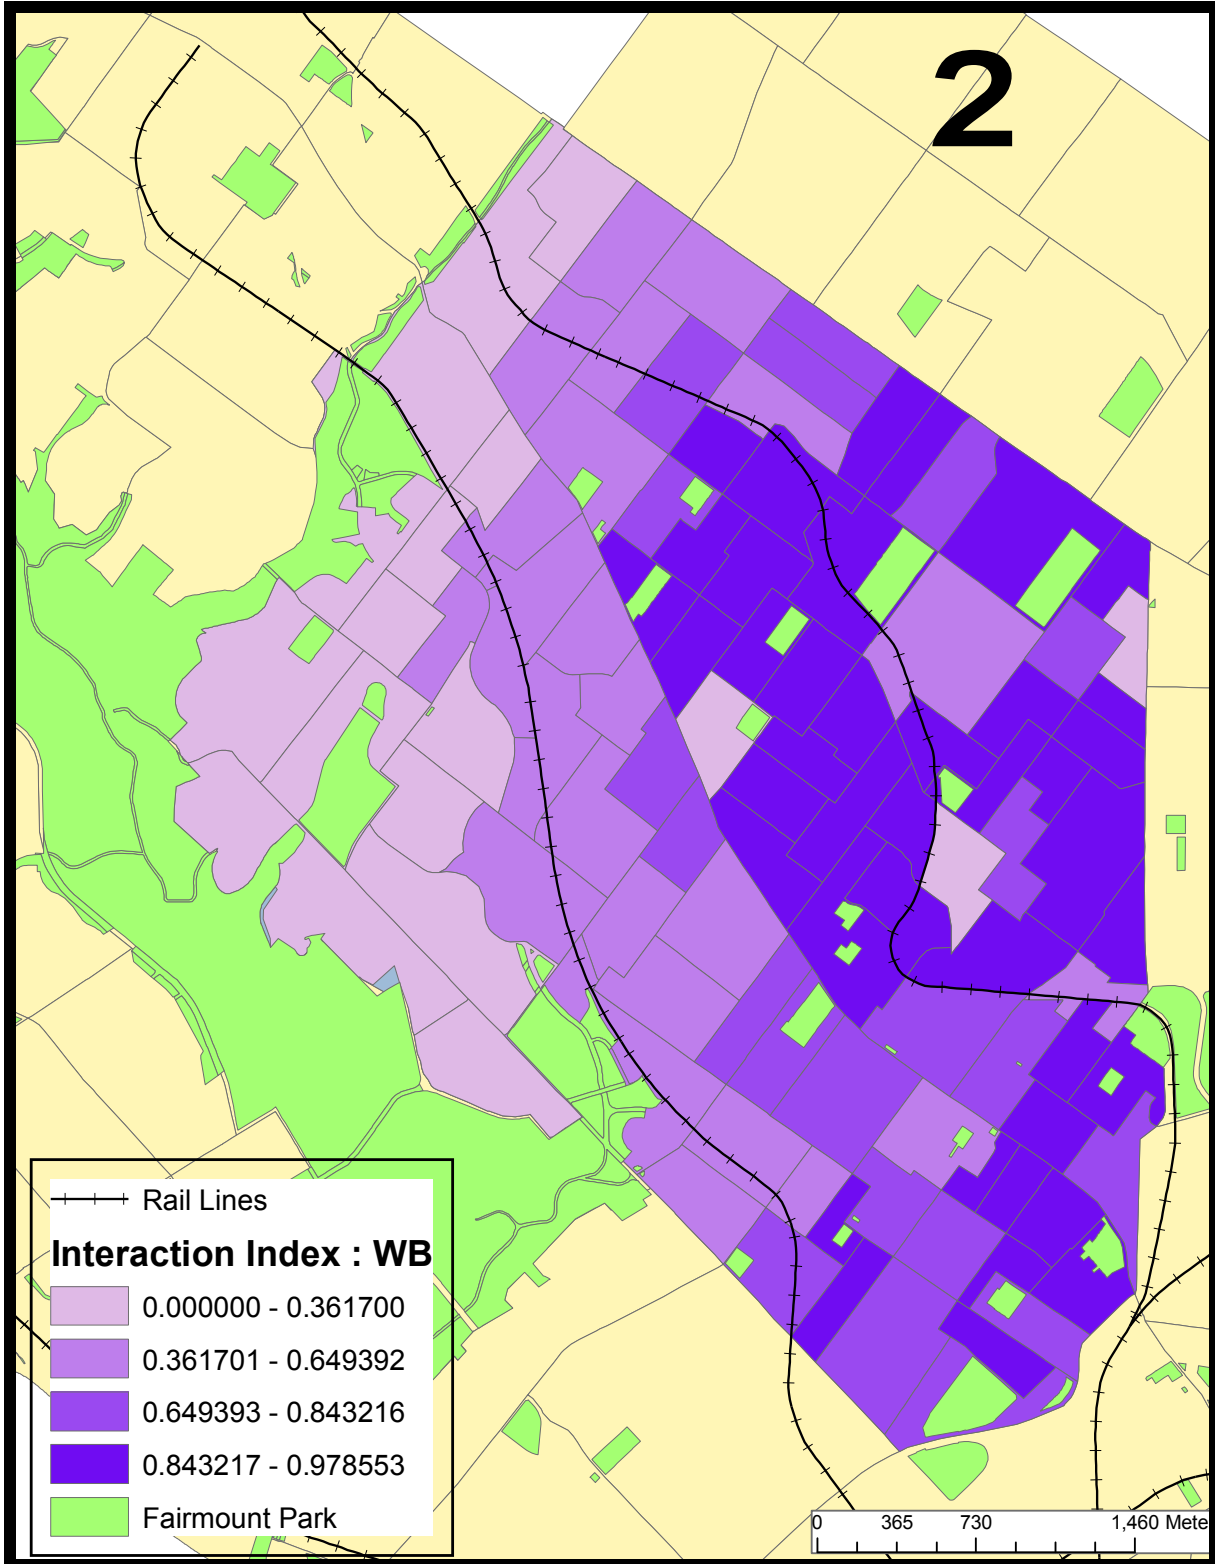 2
Rail Lines
Interaction Index : WB
0.000000 - 0.361700
0.361701 - 0.649392
0.649393 - 0.843216
0.843217 - 0.978553
Fairmount Park
0 365 730 1,460 Mete